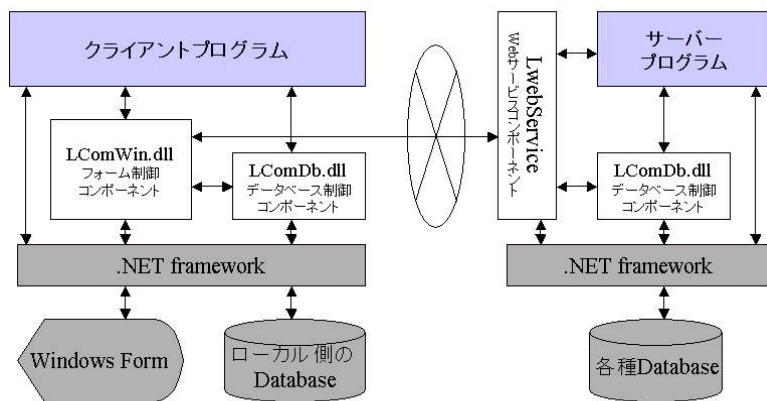 クライアントプログラム
LComWin.dll
フォーム制御
コンポーネント
LComDb.dll
データベース制御
コンポーネント
.NET framework
Windows Form
ローカル側の
Database
LwebService
Webサービスコンポーネント
サーバー
プログラム
LComDb.dll
データベース制御
コンポーネント
.NET framework
各種Database